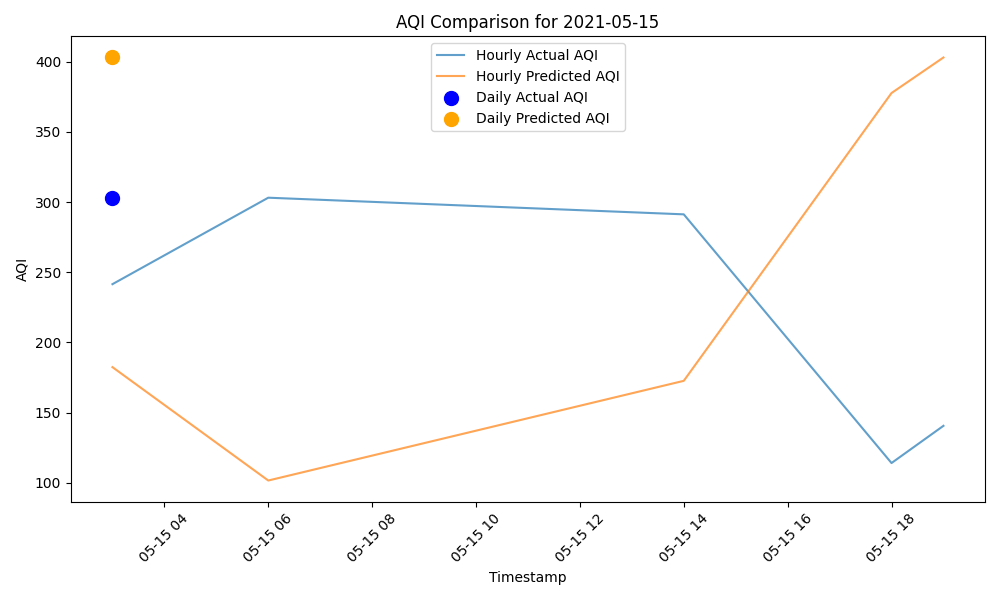 AQI Comparison for 2021-05-15
Hourly Actual AQI
Hourly Predicted AQI
Daily Actual AQI
Daily Predicted AQI
AQI
400
350
300
250
200
150
100
05-15 04
05-15 06
05-15 08
05-15 10
05-15 12
05-15 14
05-15 16
05-15 18
Timestamp